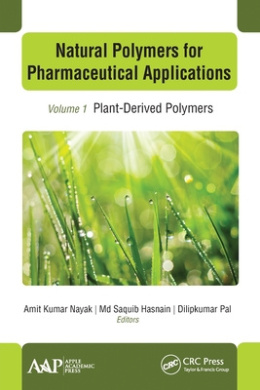 Natural Polymers for
Pharmaceutical Applications
Volume 1 Plant-Derived Polymers
Amit Kumar Nayak | Md Saquib Hasnain | Dilipkumar Pal
Editors
AAP APPLE
ACADEMIC
PRESS
CRC CRC Press
Taylor & Francis Group